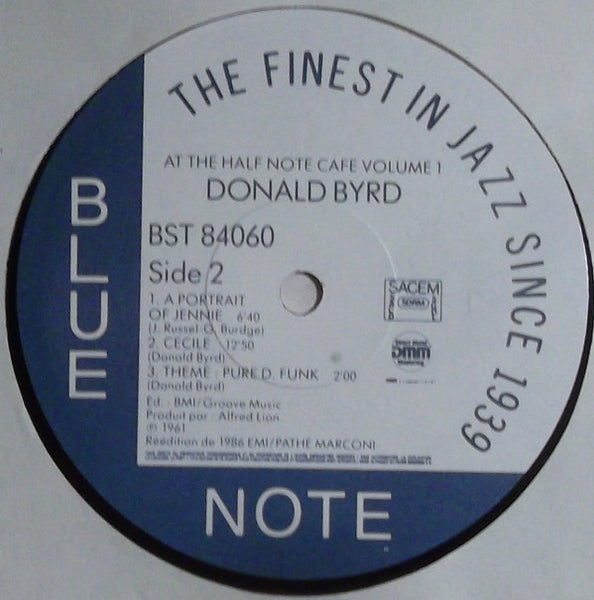 THE FINEST IN JAZZ SINCE 1939
AT THE HALF NOTE CAFE VOLUME 1
DONALD BYRD
BST 84060
Side 2
1. A PORTRAIT
OF JENNIE 6'40
(J. Russel-G. Burdge)
2. CECILE 12'50
(Donald Byrd)
3. THEME : PURE D. FUNK 2'00
(Donald Byrd)
Ed. : BMI/Groove Music
Produit par : Alfred Lion
℗ 1961
Réédition de 1986 EMI/PATHE MARCONI
SACEM
SDRM
DMM
BLUE
NOTE